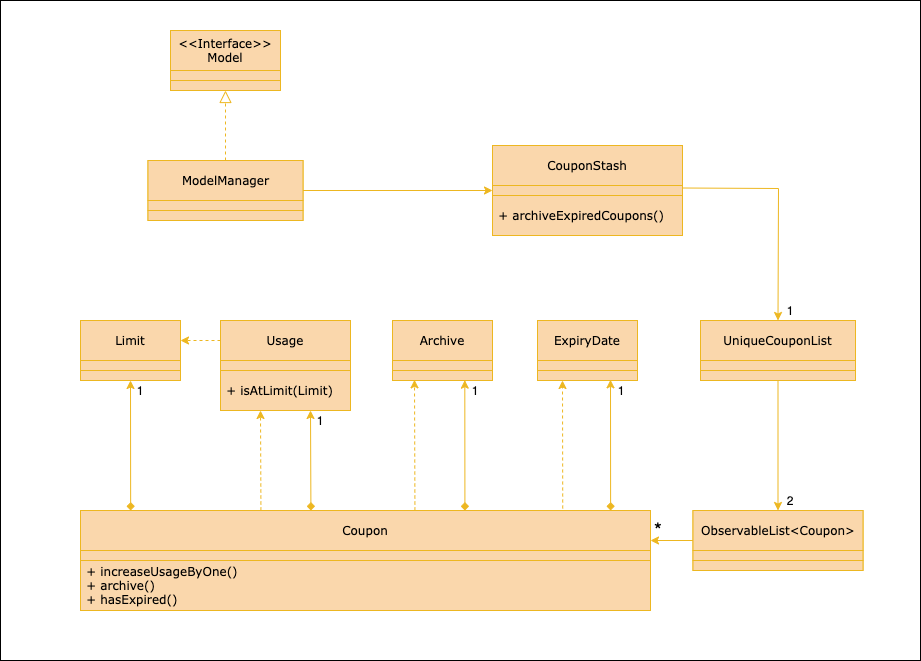 <<Interface>>
Model
ModelManager
CouponStash
+ archiveExpiredCoupons()
1
Limit
Usage
Archive
ExpiryDate
UniqueCouponList
+ isAtLimit(Limit)
1
1
1
1
2
Coupon
*
ObservableList<Coupon>
+ increaseUsageByOne()
+ archive()
+ hasExpired()